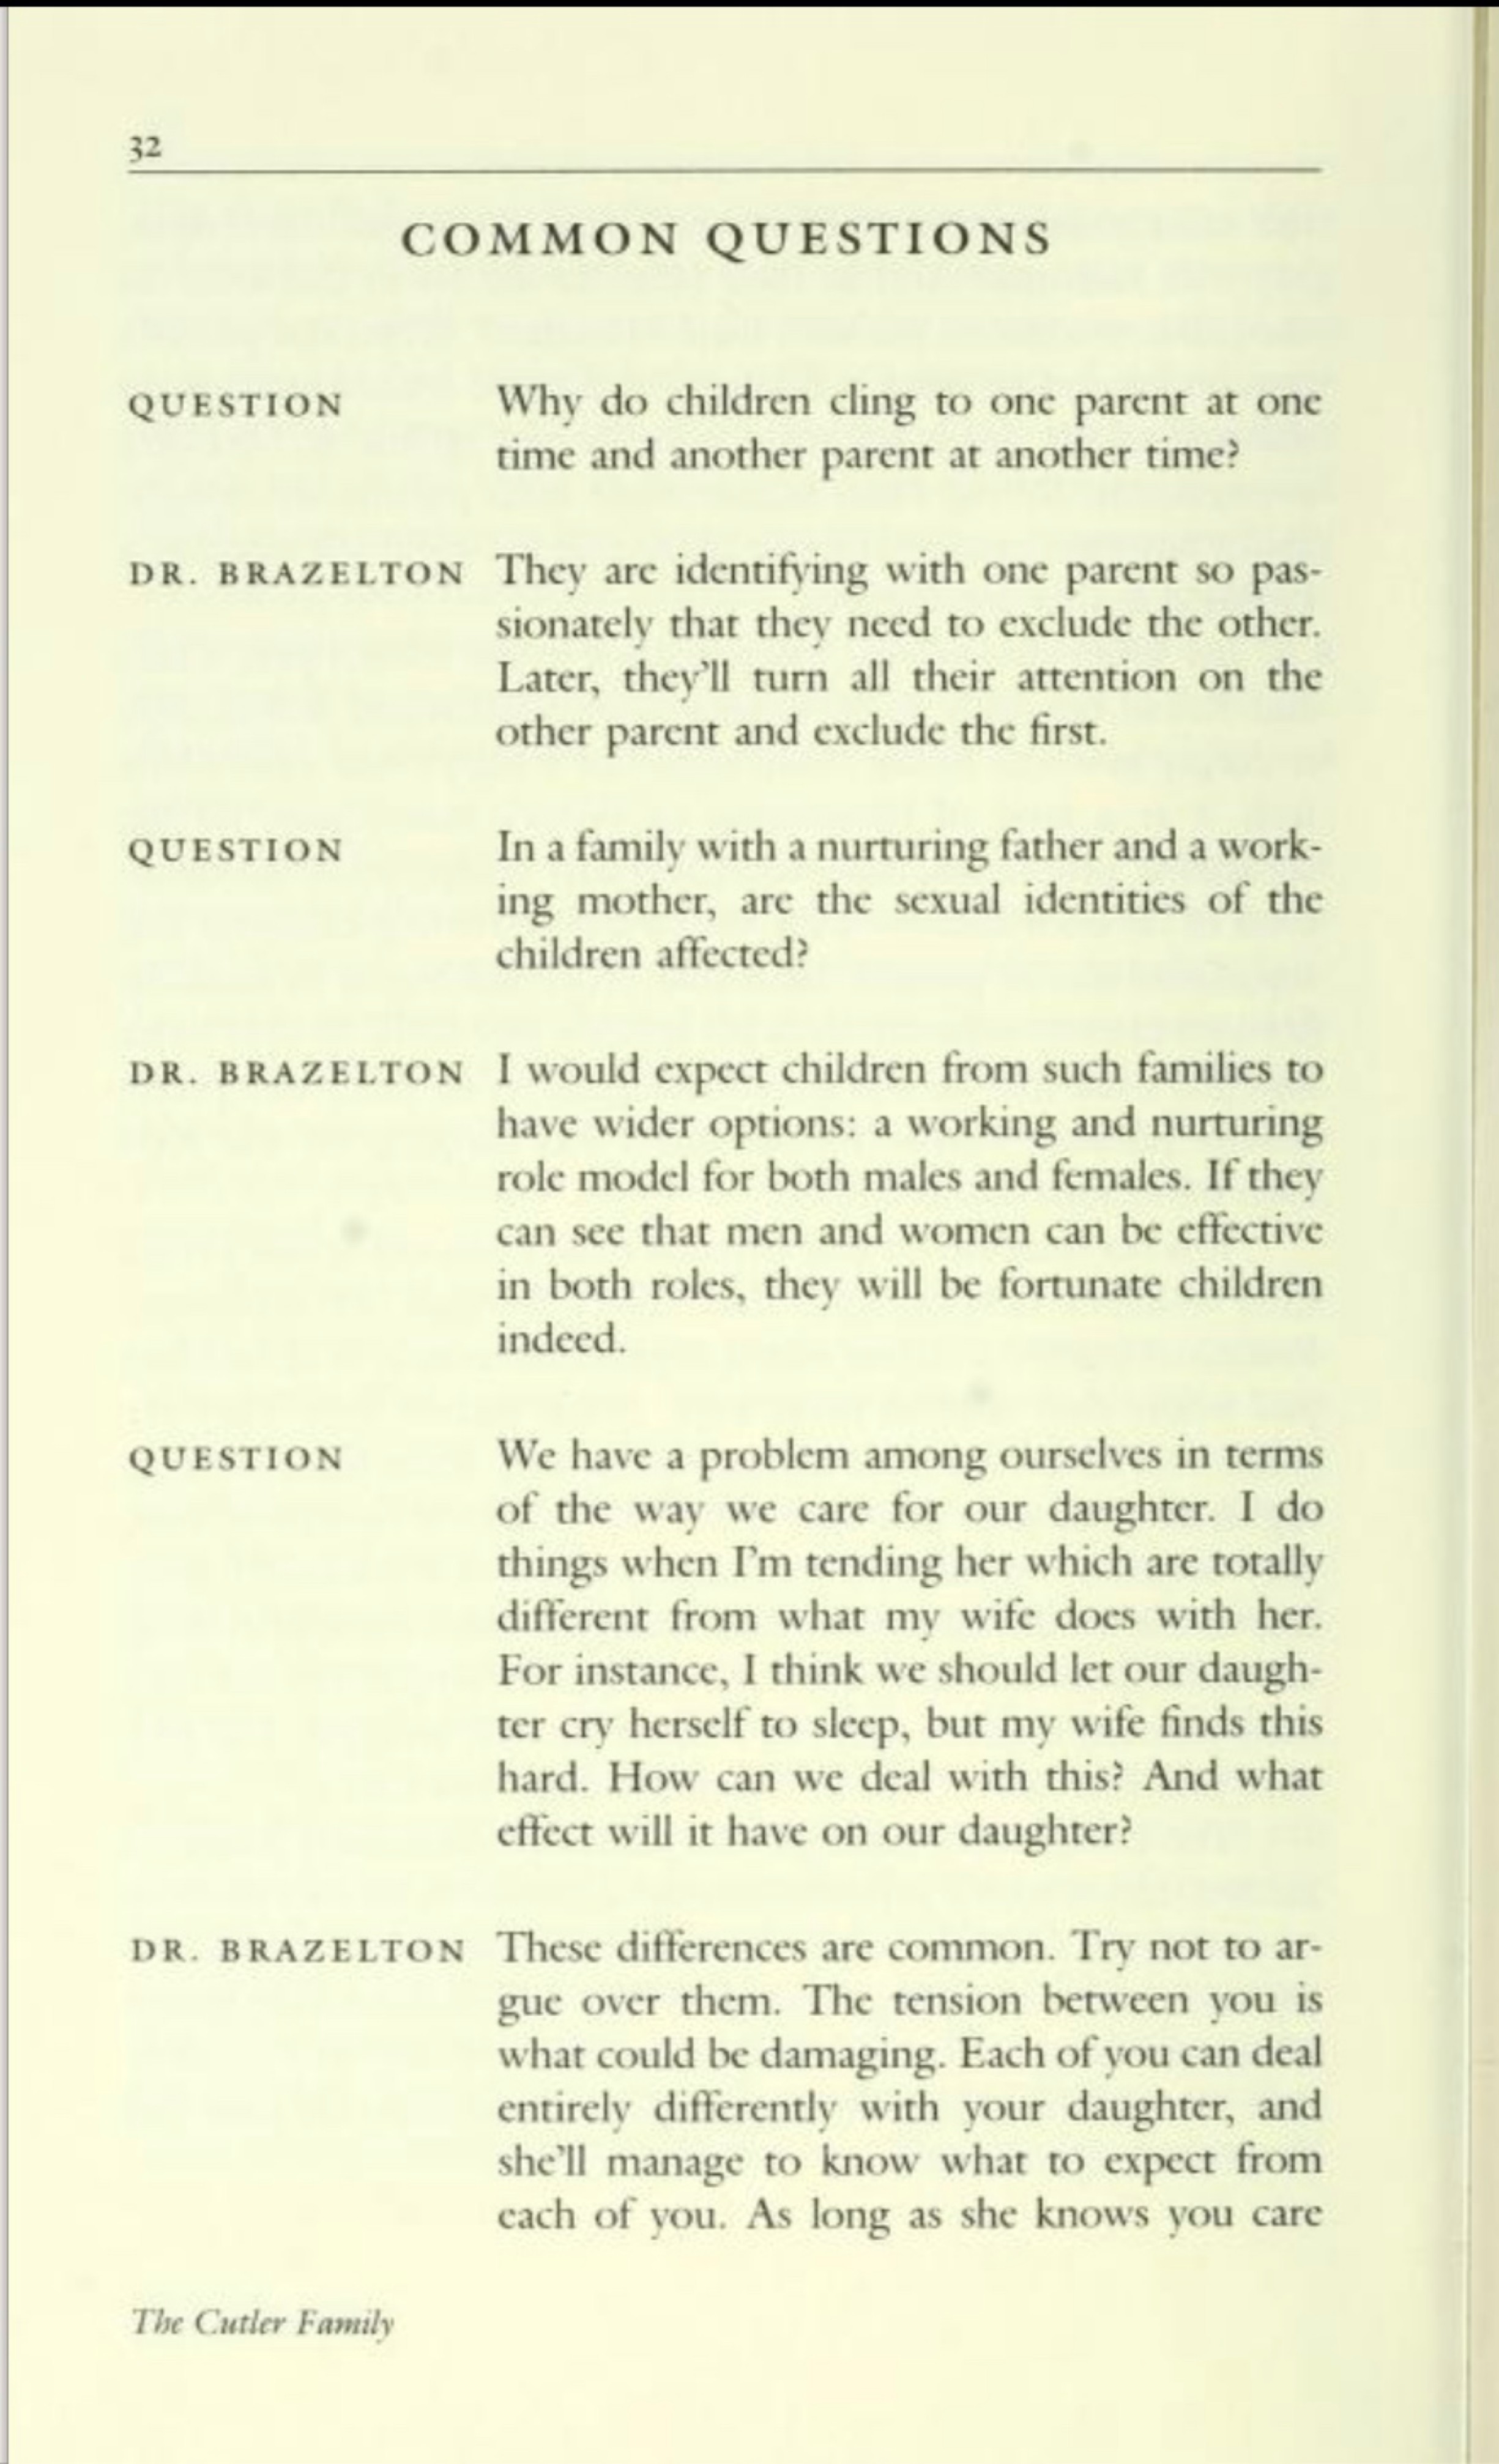 32
COMMON QUESTIONS
QUESTION Why do children cling to one parent at one
time and another parent at another time?
DR. BRAZELTON They are identifying with one parent so pas-
sionately that they need to exclude the other.
Later, they'll turn all their attention on the
other parent and exclude the first.
QUESTION In a family with a nurturing father and a work-
ing mother, are the sexual identities of the
children affected?
DR. BRAZELTON I would expect children from such families to
have wider options: a working and nurturing
role model for both males and females. If they
can see that men and women can be effective
in both roles, they will be fortunate children
indeed.
QUESTION We have a problem among ourselves in terms
of the way we care for our daughter. I do
things when I'm tending her which are totally
different from what my wife does with her.
For instance, I think we should let our daugh-
ter cry herself to sleep, but my wife finds this
hard. How can we deal with this? And what
effect will it have on our daughter?
DR. BRAZELTON These differences are common. Try not to ar-
gue over them. The tension between you is
what could be damaging. Each of you can deal
entirely differently with your daughter, and
she'll manage to know what to expect from
each of you. As long as she knows you care
The Cutler Family